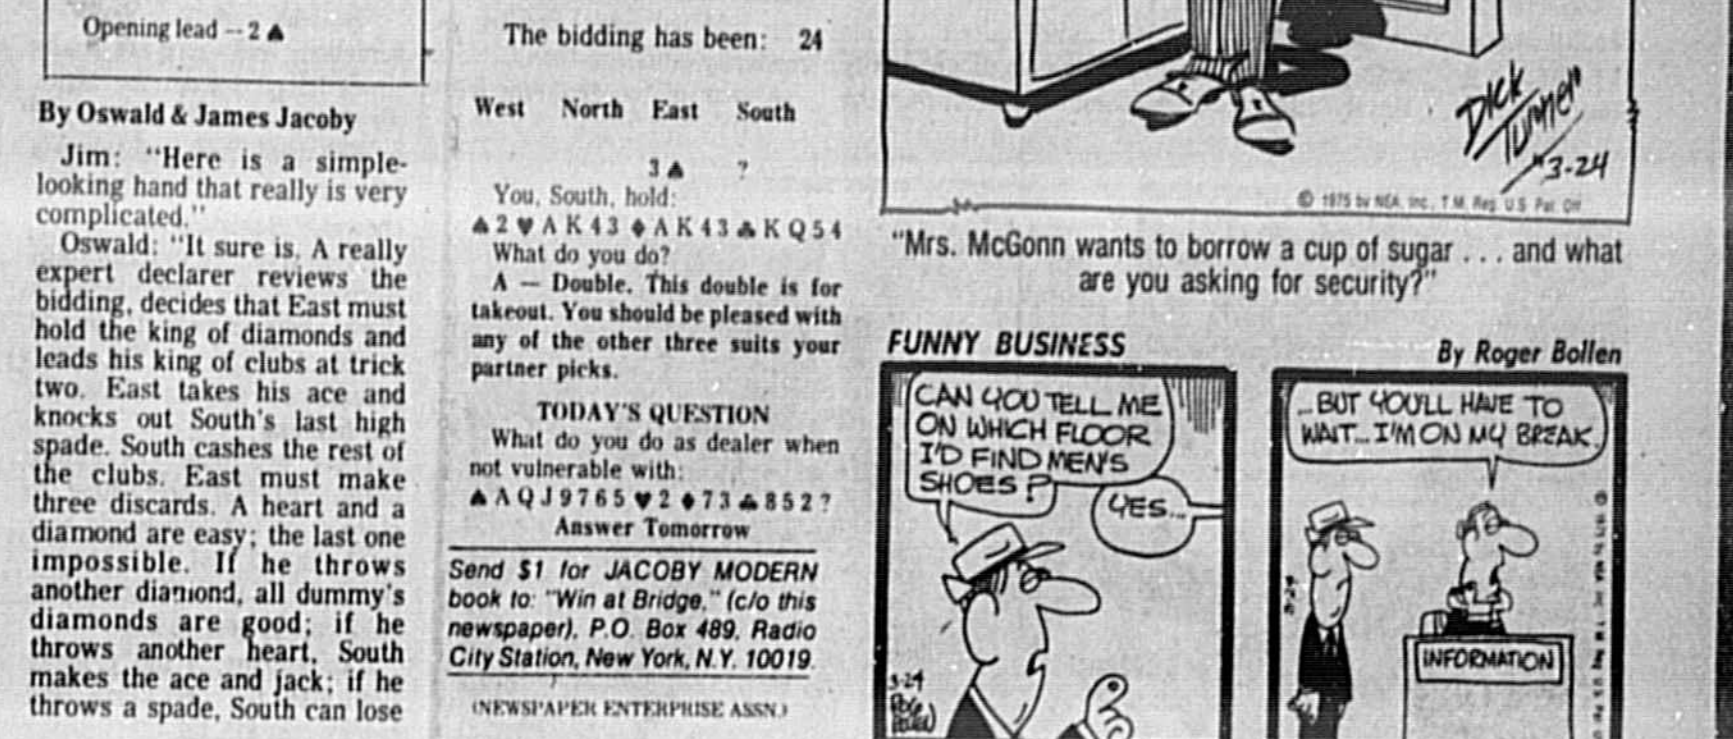 Opening lead — 2 ♠
By Oswald & James Jacoby
Jim: "Here is a simple-
looking hand that really is very
complicated."
Oswald: "It sure is. A really
expert declarer reviews the
bidding, decides that East must
hold the king of diamonds and
leads his king of clubs at trick
two. East takes his ace and
knocks out South's last high
spade. South cashes the rest of
the clubs. East must make
three discards. A heart and a
diamond are easy; the last one
impossible. If he throws
another diamond, all dummy's
diamonds are good; if he
throws another heart, South
makes the ace and jack; if he
throws a spade, South can lose
The bidding has been: 24
West North East South
3 ♠ ?
You, South, hold:
♠ 2 ♥ A K 4 3 ♦ A K 4 3 ♣ K Q 5 4
What do you do?
A — Double. This double is for
takeout. You should be pleased with
any of the other three suits your
partner picks.
TODAY'S QUESTION
What do you do as dealer when
not vulnerable with:
♠ A Q J 9 7 6 5 ♥ 2 ♦ 7 3 ♣ 8 5 2 ?
Answer Tomorrow
Send $1 for JACOBY MODERN
book to: "Win at Bridge," (c/o this
newspaper), P.O. Box 489, Radio
City Station, New York, N.Y. 10019.
(NEWSPAPER ENTERPRISE ASSN.)
DICK
TURNER
3-24
© 1975 by NEA, Inc., T.M. Reg. U.S. Pat. Off.
"Mrs. McGonn wants to borrow a cup of sugar . . . and what
are you asking for security?"
FUNNY BUSINESS
By Roger Bollen
CAN YOU TELL ME
ON WHICH FLOOR
I'D FIND MEN'S
SHOES?
YES...
3-24
...BUT YOU'LL HAVE TO
WAIT... I'M ON MY BREAK.
INFORMATION
3-24